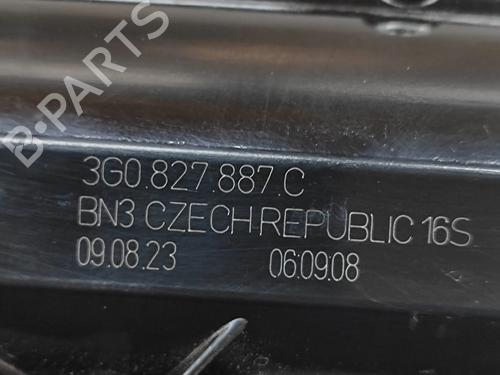 B-PARTS
3G0.827.887.C
BN3 CZECH REPUBLIC 16S
09.08.23 06:09:08